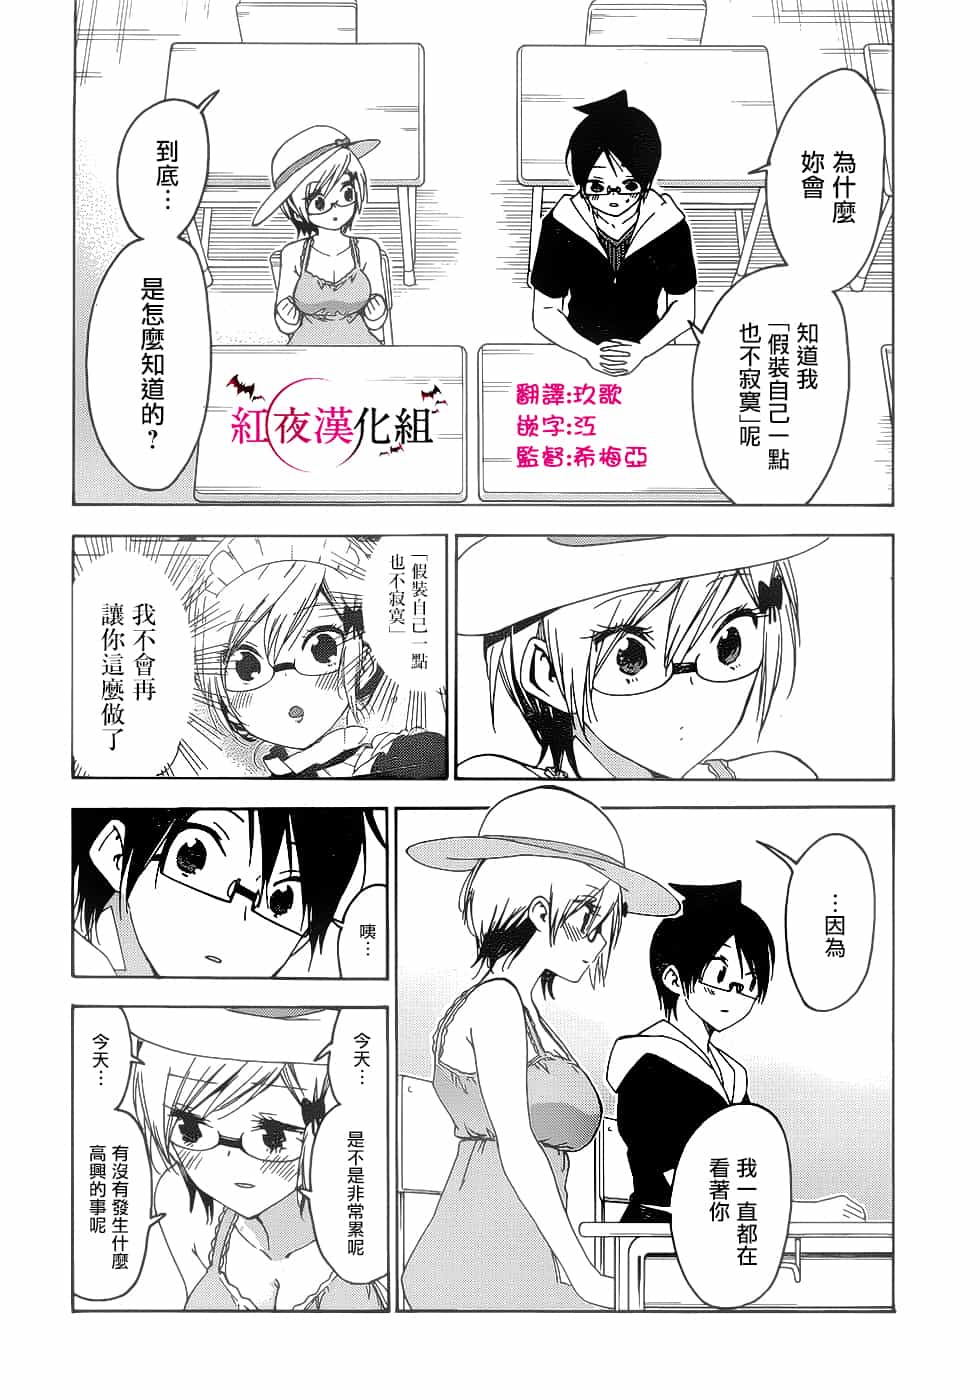 為什麼
妳會
知道我
「假裝自己一點
也不寂寞」呢
到底…
是怎麼知道的？
紅夜漢化組
翻譯:玖歌
嵌字:江
監督:希梅亞
「假裝自己一點
也不寂寞」
我不會再
讓你這麼做了
…因為
我一直都在
看著你
咦…
今天…
是不是非常累呢
今天…
有沒有發生什麼
高興的事呢